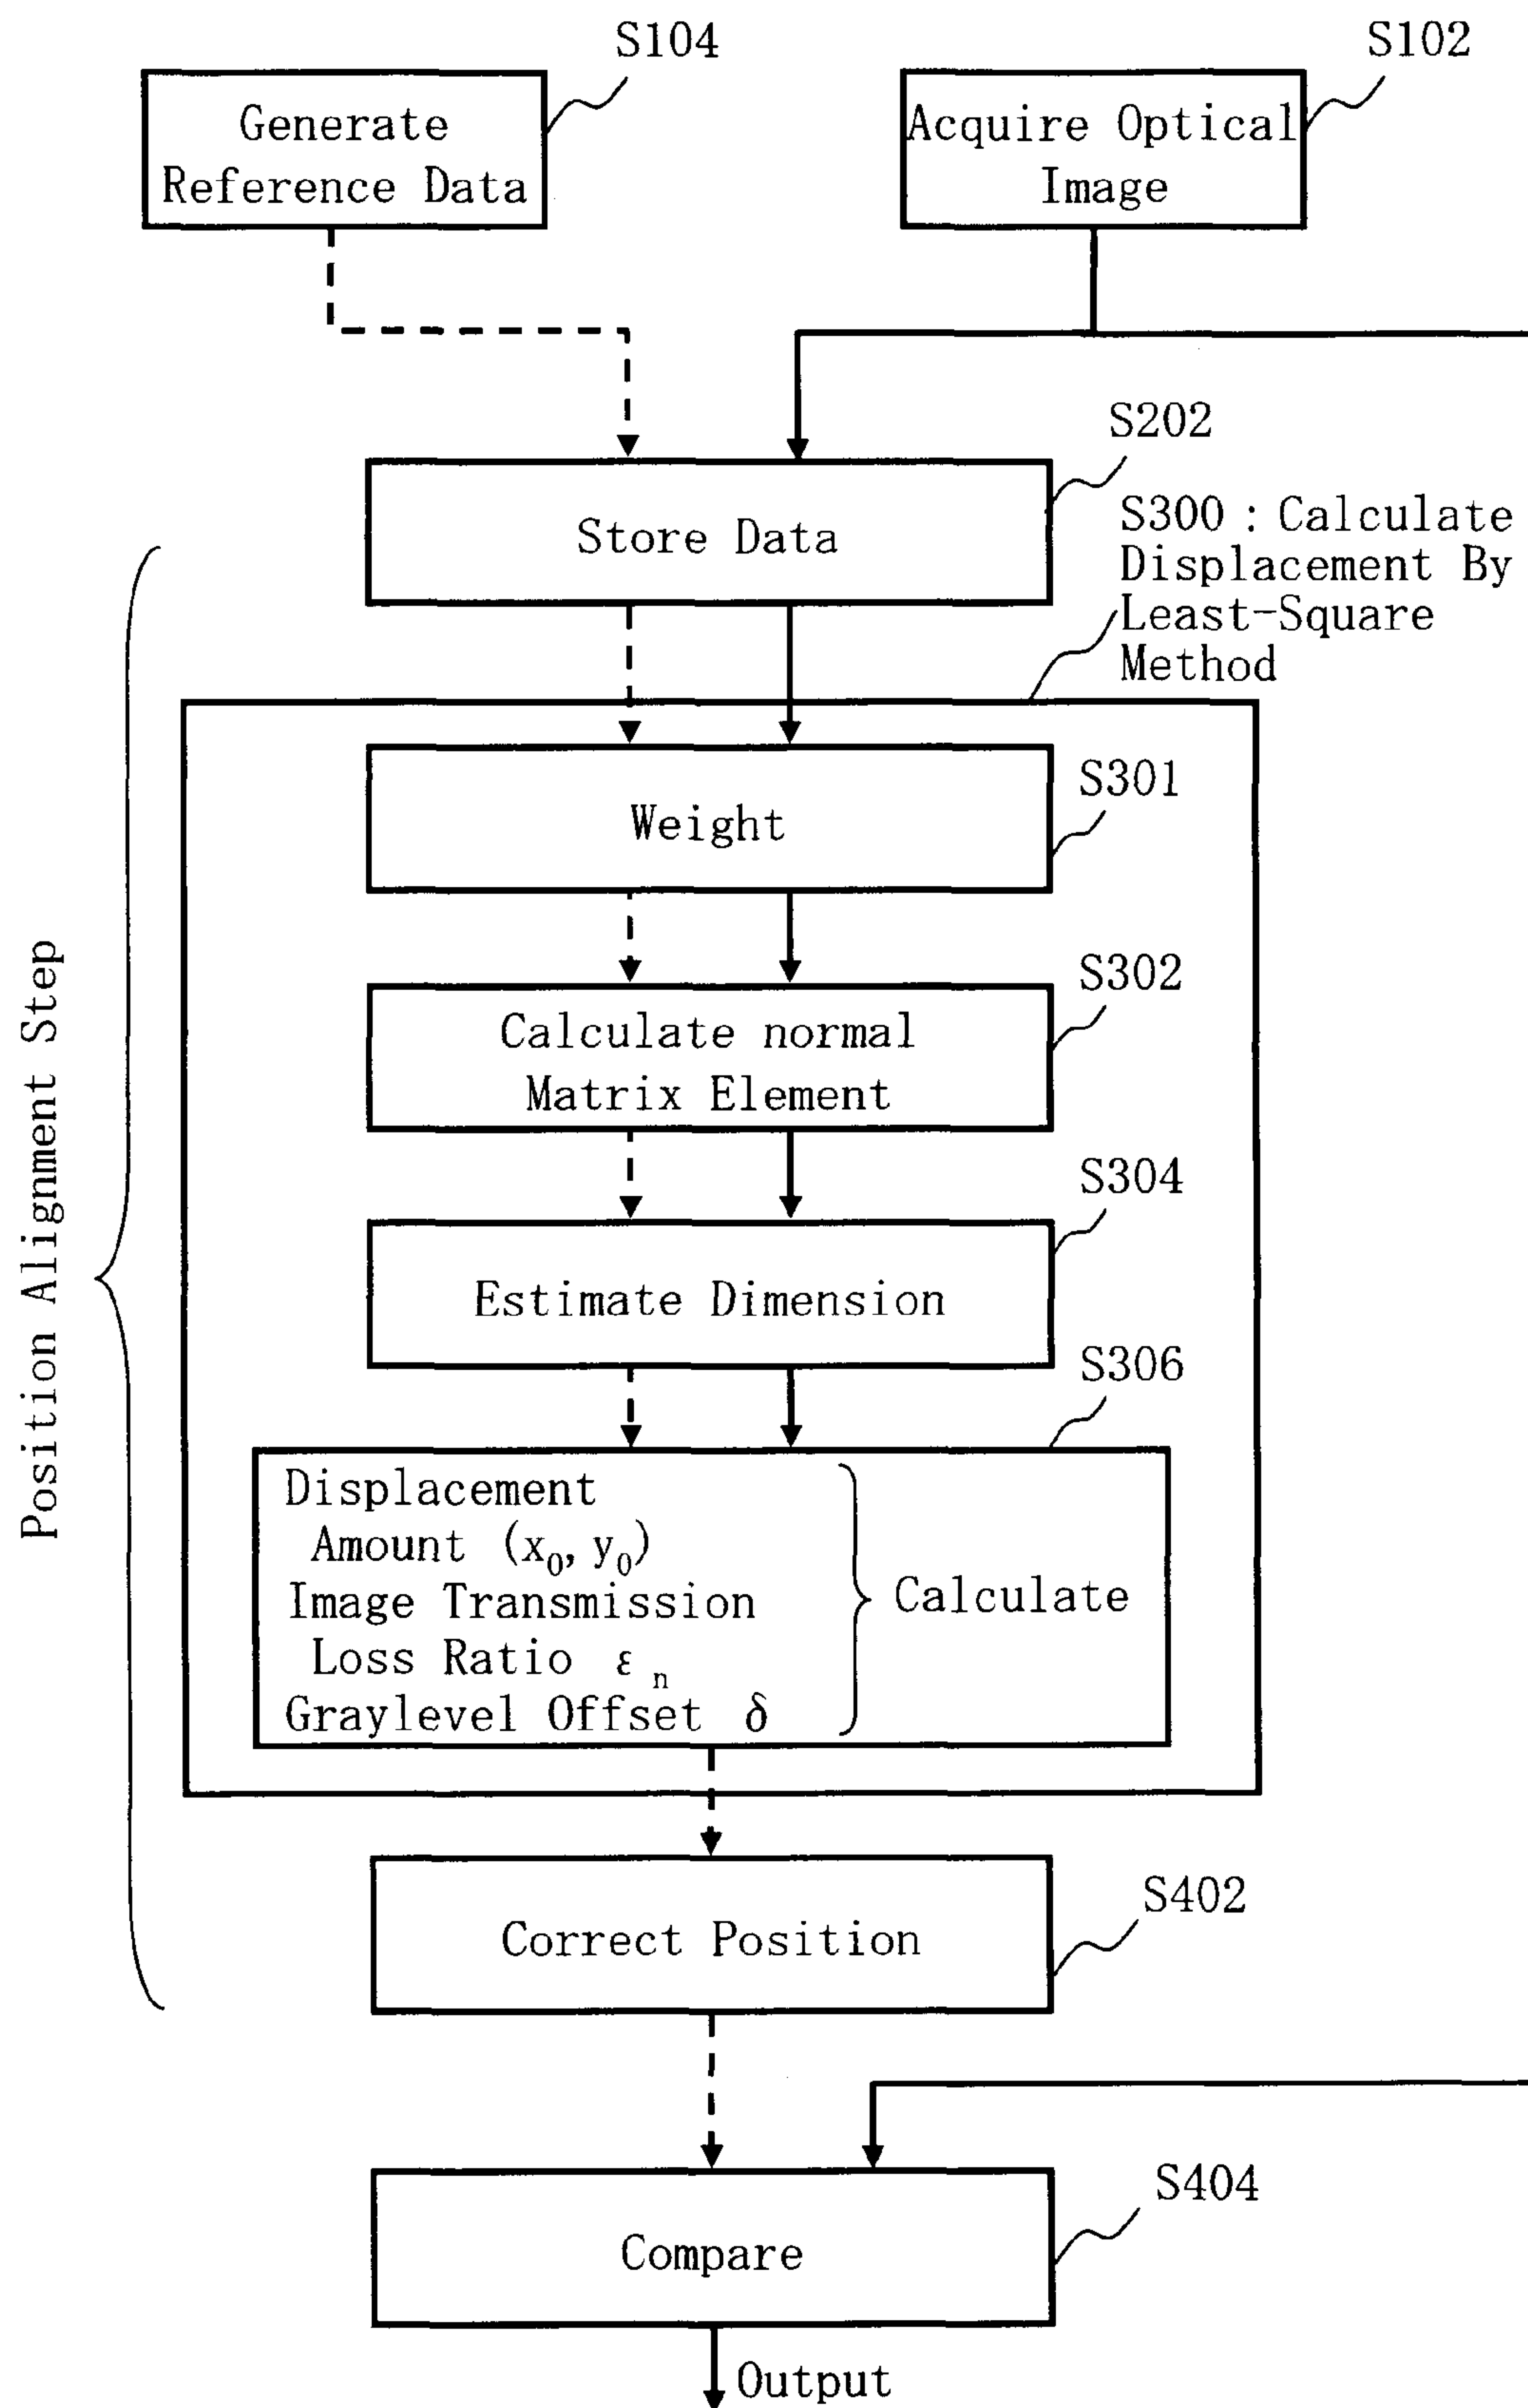 S104
S102
Generate
Reference Data
Acquire Optical
Image
S202
Store Data
S300 : Calculate
Displacement By
Least-Square
Method
S301
Weight
S302
Calculate normal
Matrix Element
S304
Estimate Dimension
S306
Displacement
Amount (x₀, y₀)
Image Transmission
Loss Ratio εₙ
Graylevel Offset δ
Calculate
Position Alignment Step
S402
Correct Position
S404
Compare
Output